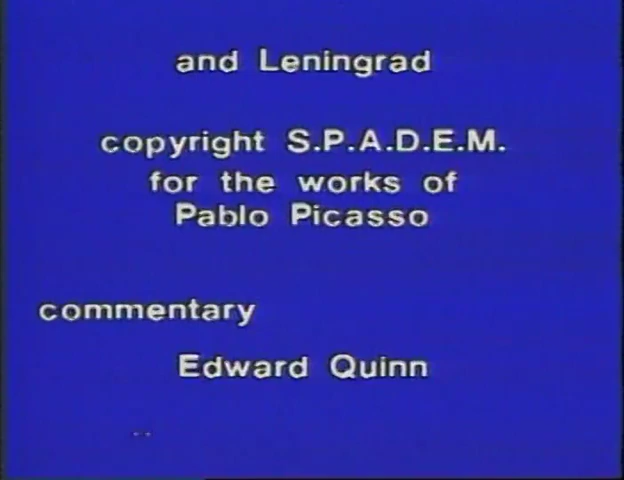 and Leningrad
copyright S.P.A.D.E.M.
for the works of
Pablo Picasso
commentary
Edward Quinn